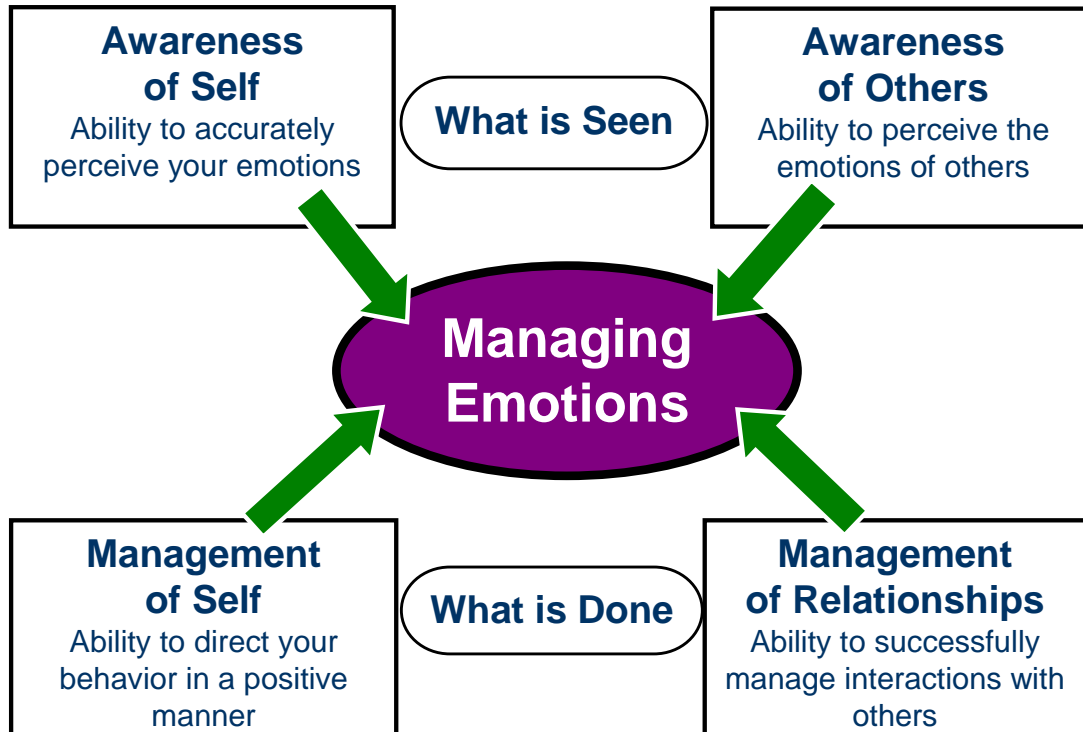 Awareness
of Self
Ability to accurately
perceive your emotions
What is Seen
Awareness
of Others
Ability to perceive the
emotions of others
Managing
Emotions
Management
of Self
Ability to direct your
behavior in a positive
manner
What is Done
Management
of Relationships
Ability to successfully
manage interactions with
others